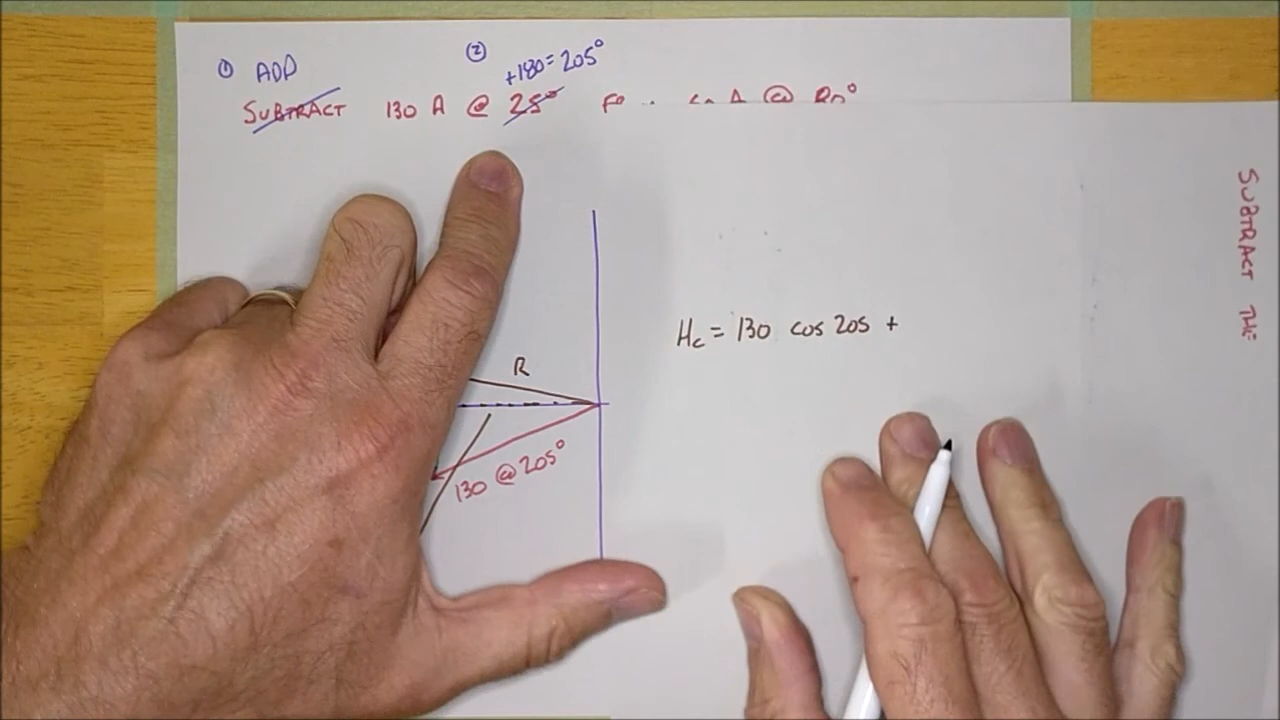 ① ADD ② +180=205°
SUBTRACT 130 A @ 25° A @
R
130 @ 205°
Hc = 130 cos 205 +
SUBTRACT THE